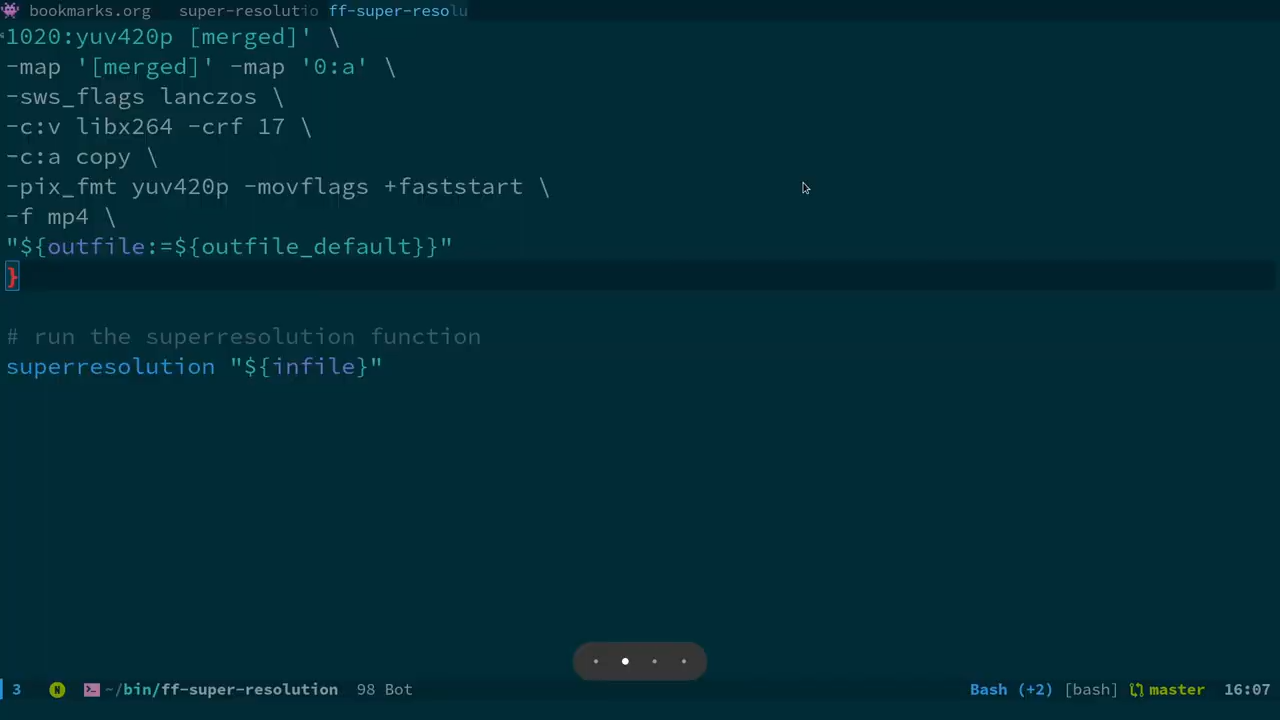 bookmarks.org super-resolutio ff-super-resolu
1020:yuv420p [merged]' \
-map '[merged]' -map '0:a' \
-sws_flags lanczos \
-c:v libx264 -crf 17 \
-c:a copy \
-pix_fmt yuv420p -movflags +faststart \
-f mp4 \
"${outfile:=${outfile_default}}"
}
# run the superresolution function
superresolution "${infile}"
3 N ~/bin/ff-super-resolution 98 Bot Bash (+2) [bash] master 16:07